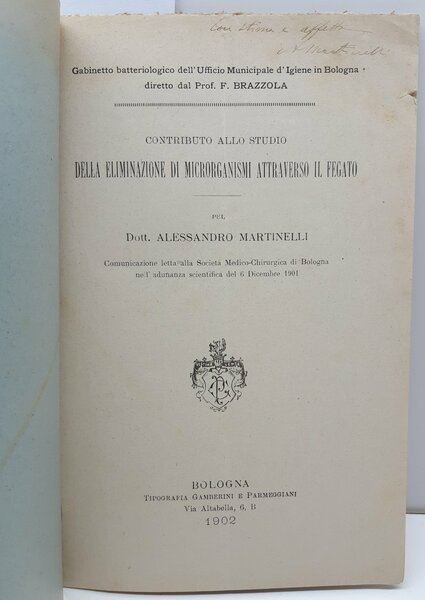 Con stima e affetto
A Martinelli
Gabinetto batteriologico dell'Ufficio Municipale d'Igiene in Bologna
diretto dal Prof. F. BRAZZOLA
CONTRIBUTO ALLO STUDIO
DELLA ELIMINAZIONE DI MICRORGANISMI ATTRAVERSO IL FEGATO
PEL
Dott. ALESSANDRO MARTINELLI
Comunicazione letta alla Società Medico-Chirurgica di Bologna
nell' adunanza scientifica del 6 Dicembre 1901
BOLOGNA
TIPOGRAFIA GAMBERINI E PARMEGGIANI
Via Altabella, 6, B
1902